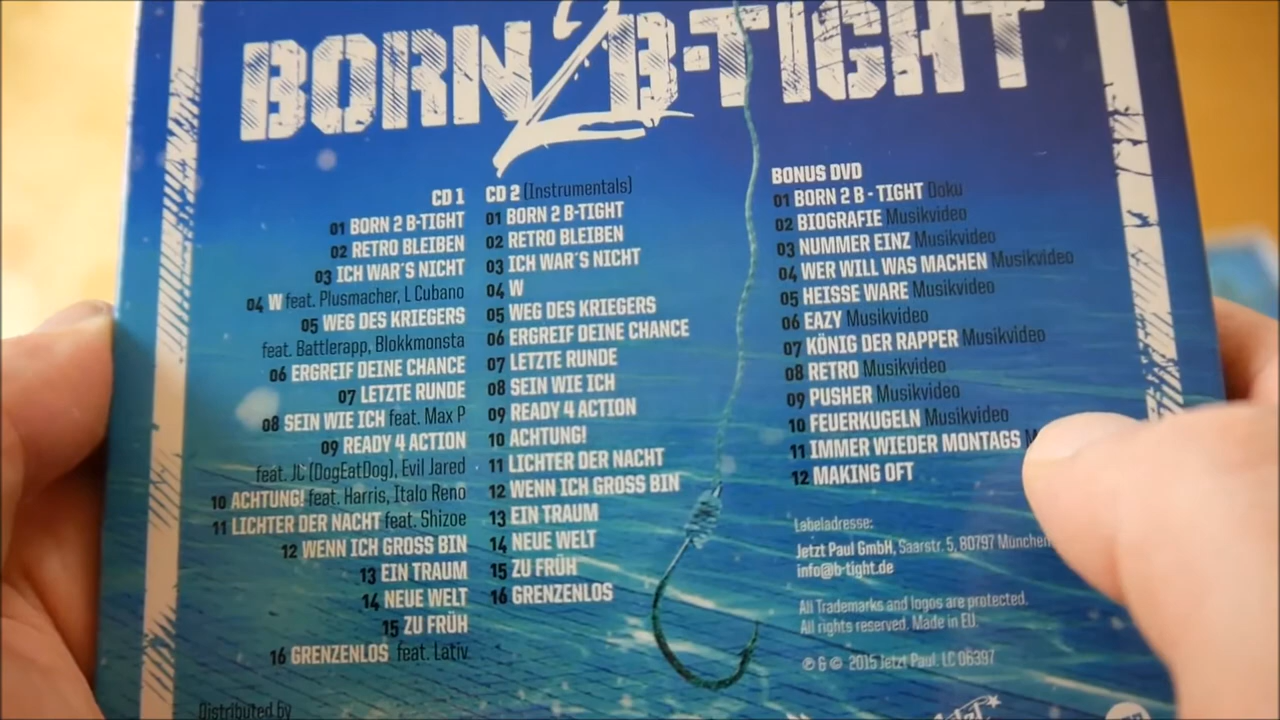 BORN 2 B-TIGHT
CD 1
01 BORN 2 B-TIGHT
02 RETRO BLEIBEN
03 ICH WAR'S NICHT
04 W feat. Plusmacher, L Cubano
05 WEG DES KRIEGERS
feat. Battlerapp, Blokkmonsta
06 ERGREIF DEINE CHANCE
07 LETZTE RUNDE
08 SEIN WIE ICH feat. Max P
09 READY 4 ACTION
feat. JC (DogEatDog), Evil Jared
10 ACHTUNG! feat. Harris, Italo Reno
11 LICHTER DER NACHT feat. Shizoe
12 WENN ICH GROSS BIN
13 EIN TRAUM
14 NEUE WELT
15 ZU FRÜH
16 GRENZENLOS feat. Lativ
Distributed by
CD 2 (Instrumentals)
01 BORN 2 B-TIGHT
02 RETRO BLEIBEN
03 ICH WAR'S NICHT
04 W
05 WEG DES KRIEGERS
06 ERGREIF DEINE CHANCE
07 LETZTE RUNDE
08 SEIN WIE ICH
09 READY 4 ACTION
10 ACHTUNG!
11 LICHTER DER NACHT
12 WENN ICH GROSS BIN
13 EIN TRAUM
14 NEUE WELT
15 ZU FRÜH
16 GRENZENLOS
BONUS DVD
01 BORN 2 B - TIGHT Doku
02 BIOGRAFIE Musikvideo
03 NUMMER EINZ Musikvideo
04 WER WILL WAS MACHEN Musikvideo
05 HEISSE WARE Musikvideo
06 EAZY Musikvideo
07 KÖNIG DER RAPPER Musikvideo
08 RETRO Musikvideo
09 PUSHER Musikvideo
10 FEUERKUGELN Musikvideo
11 IMMER WIEDER MONTAGS
12 MAKING OFT
Labeladresse:
Jetzt Paul GmbH, Saarstr. 5, 80797 München
info@b-tight.de
All Trademarks and logos are protected.
All rights reserved. Made in EU.
℗ & © 2015 Jetzt Paul. LC 06397